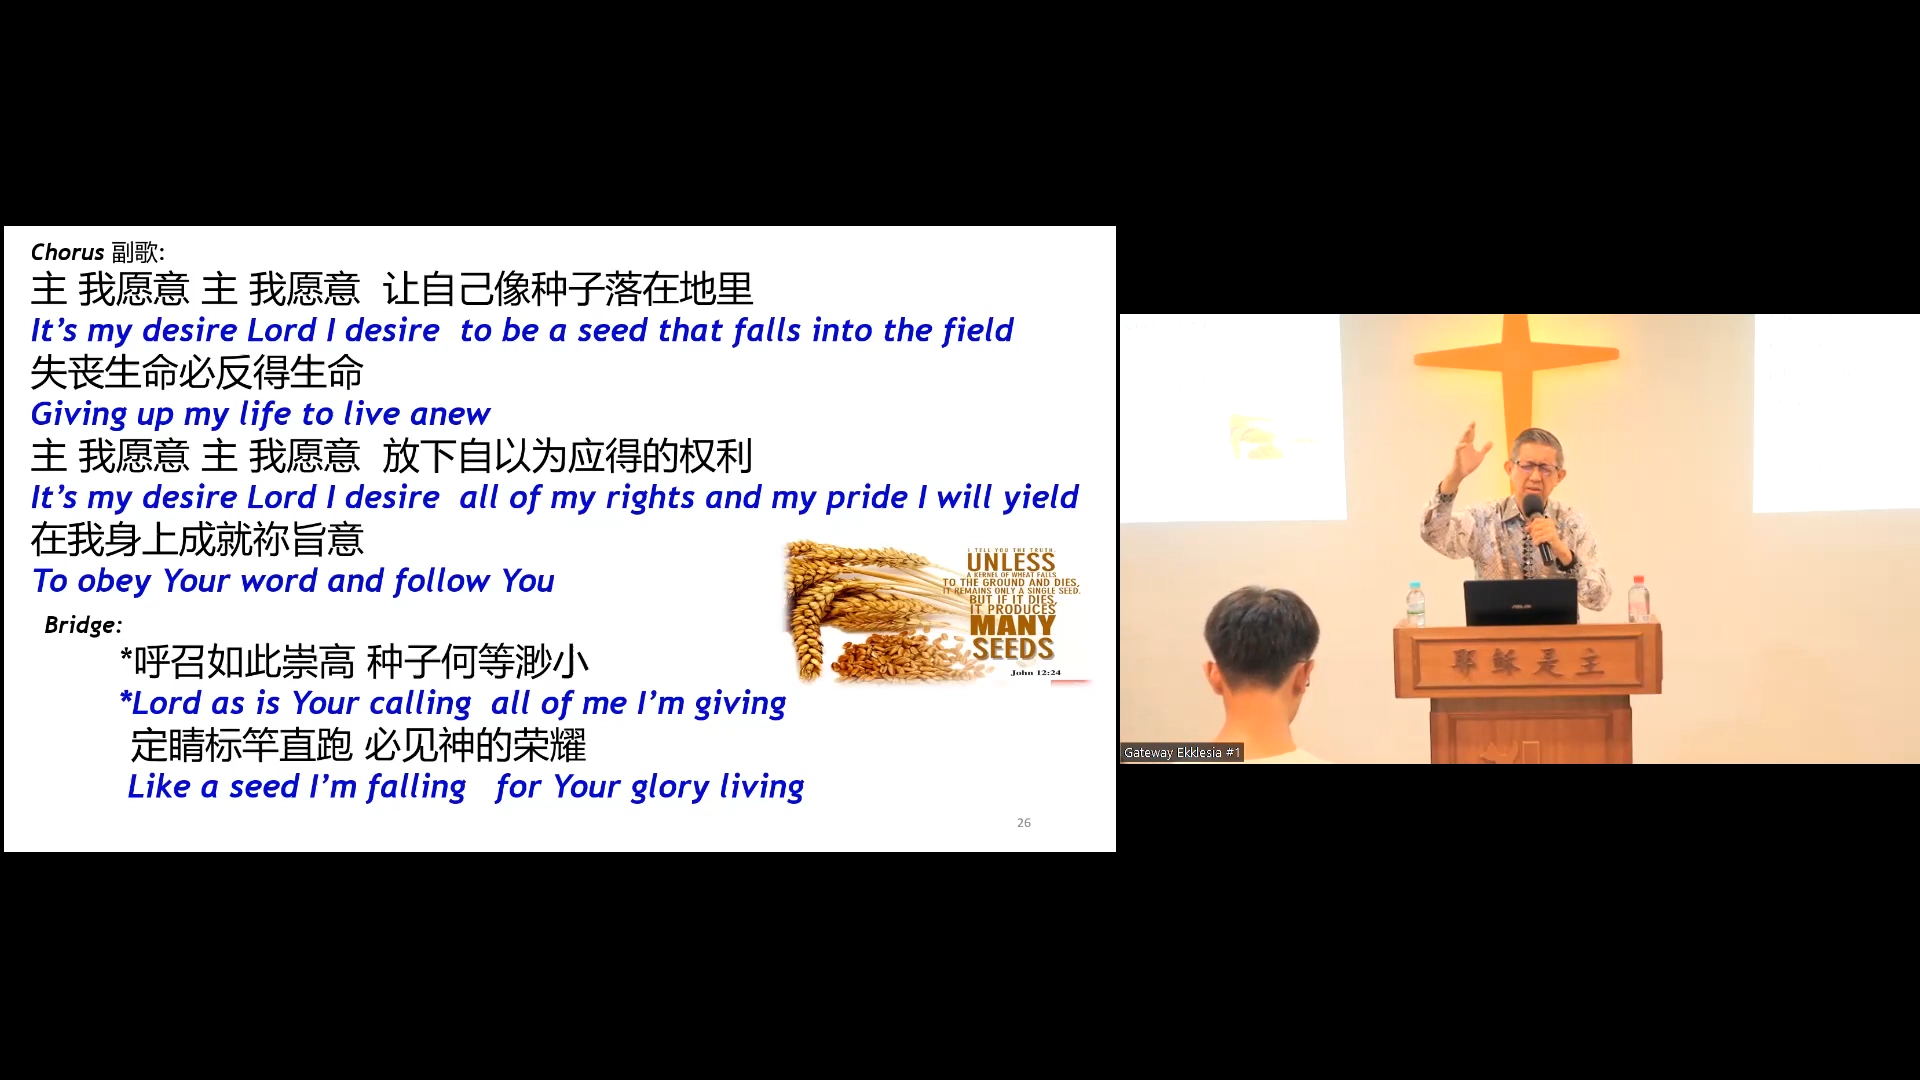 Chorus 副歌:
主 我愿意 主 我愿意 让自己像种子落在地里
It's my desire Lord I desire to be a seed that falls into the field
失丧生命必反得生命
Giving up my life to live anew
主 我愿意 主 我愿意 放下自以为应得的权利
It's my desire Lord I desire all of my rights and my pride I will yield
在我身上成就祢旨意
To obey Your word and follow You
Bridge:
*呼召如此崇高 种子何等渺小
*Lord as is Your calling all of me I'm giving
定睛标竿直跑 必见神的荣耀
Like a seed I'm falling for Your glory living
I TELL YOU THE TRUTH,
UNLESS
A KERNEL OF WHEAT FALLS
TO THE GROUND AND DIES,
IT REMAINS ONLY A SINGLE SEED.
BUT IF IT DIES,
IT PRODUCES
MANY
SEEDS
John 12:24
26
耶穌是主
ASUS
Gateway Ekklesia #1